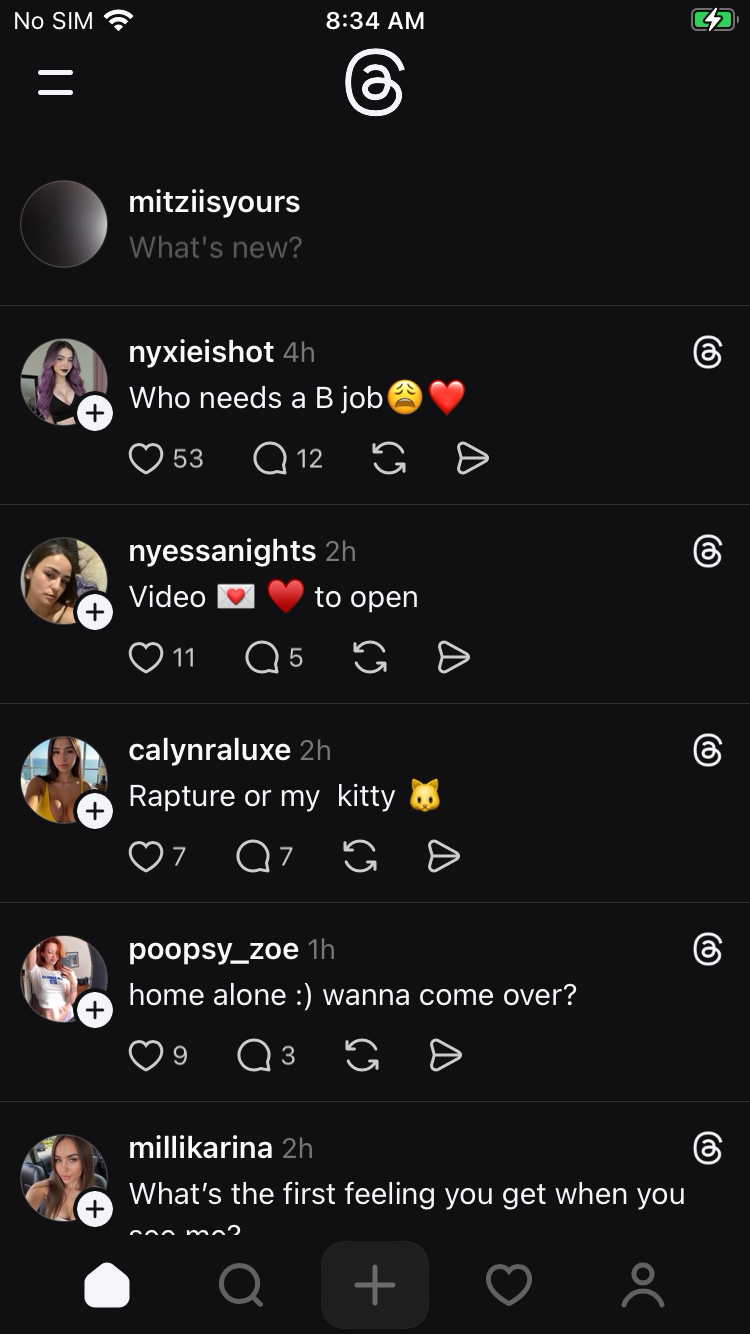 No SIM 8:34 AM
mitziisyours
What's new?
nyxieishot 4h
Who needs a B job😩❤️
53 12
nyessanights 2h
Video 💌 ♥️ to open
11 5
calynraluxe 2h
Rapture or my  kitty 🐱
7 7
poopsy_zoe 1h
home alone :) wanna come over?
9 3
millikarina 2h
What’s the first feeling you get when you
see me?